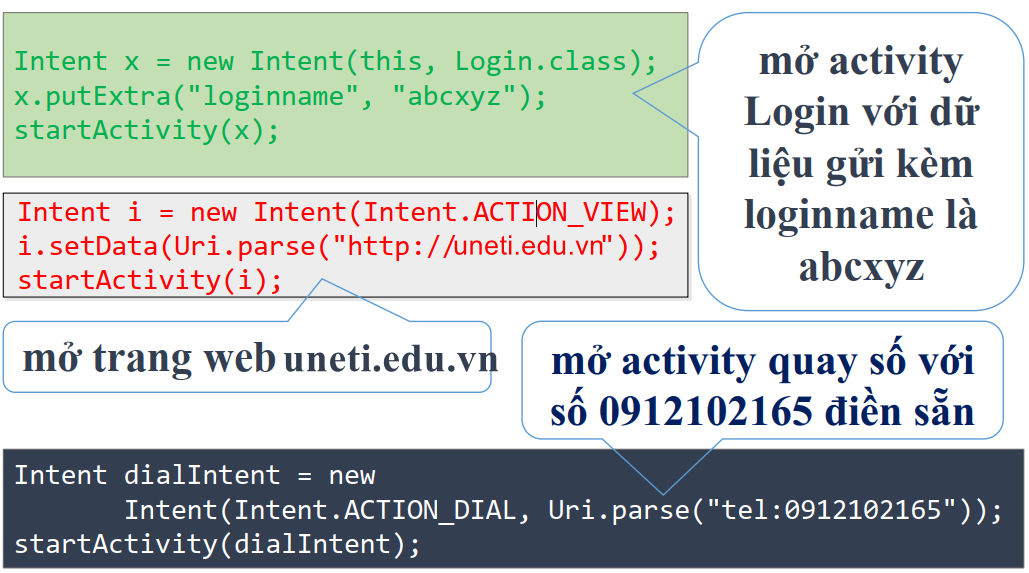 Intent x = new Intent(this, Login.class);
x.putExtra("loginname", "abcxyz");
startActivity(x);
mở activity
Login với dữ
liệu gửi kèm
loginname là
abcxyz
Intent i = new Intent(Intent.ACTION_VIEW);
i.setData(Uri.parse("http://uneti.edu.vn"));
startActivity(i);
mở trang web uneti.edu.vn
mở activity quay số với
số 0912102165 điền sẵn
Intent dialIntent = new
Intent(Intent.ACTION_DIAL, Uri.parse("tel:0912102165"));
startActivity(dialIntent);